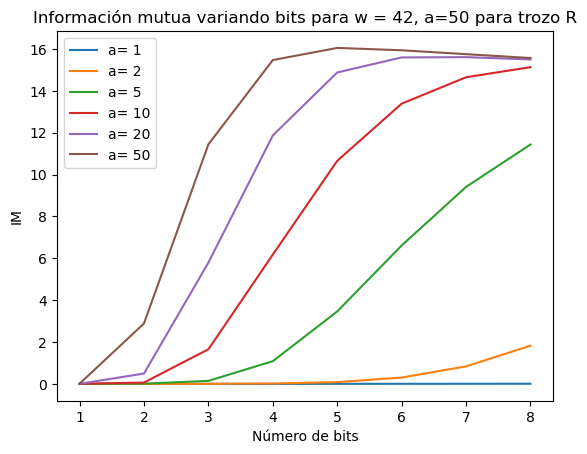 Información mutua variando bits para w = 42, a=50 para trozo R
a= 1
a= 2
a= 5
a= 10
a= 20
a= 50
16
14
12
10
8
6
4
2
0
IM
1 2 3 4 5 6 7 8
Número de bits